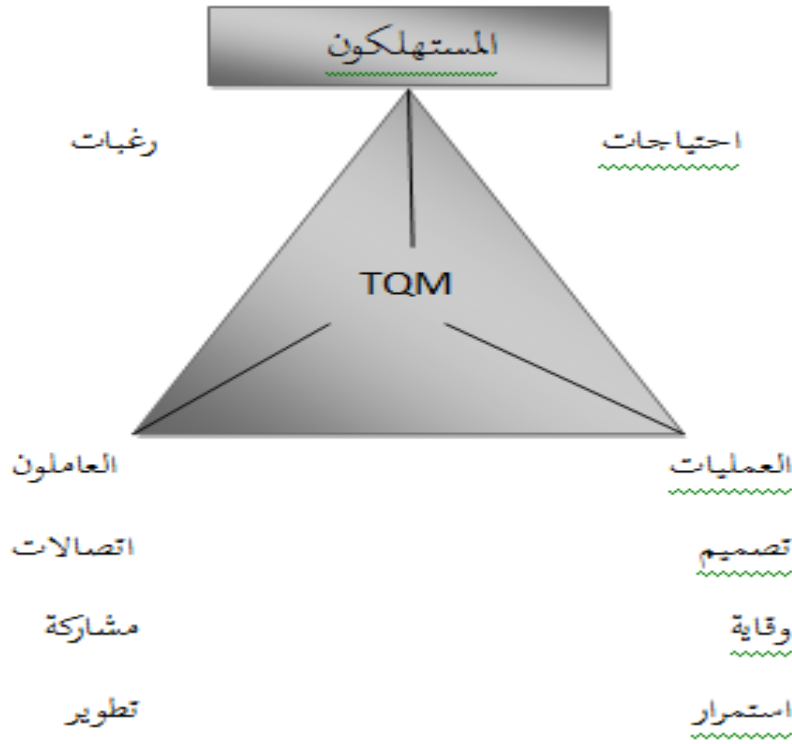 المستهلكون
احتياجات رغبات
TQM
العمليات العاملون
تصميم اتصالات
وقاية مشاركة
استمرار تطوير